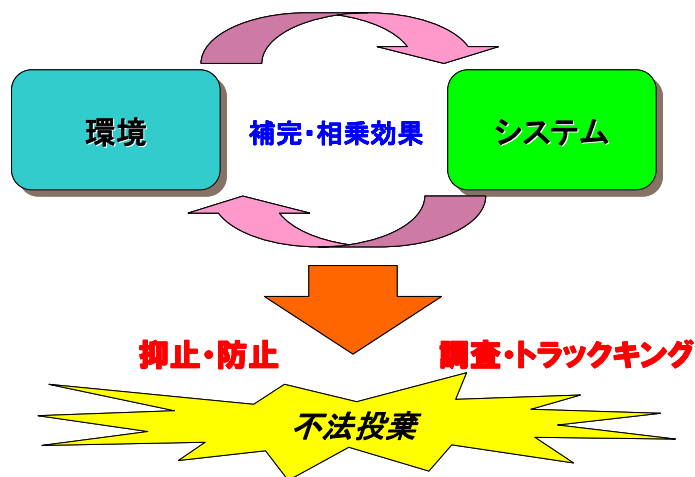 環境
補完・相乗効果
システム
抑止・防止
調査・トラックキング
不法投棄